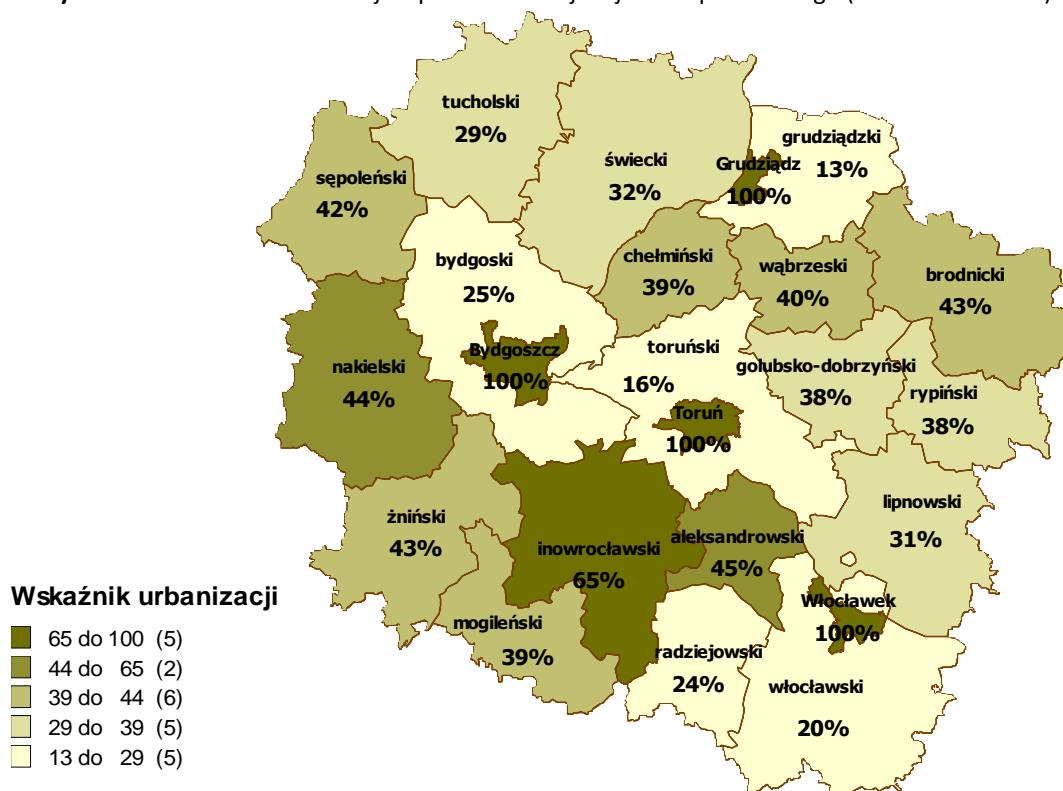 tucholski
29%
grudziądzki
13%
świecki
32%
Grudziądz
100%
sępoleński
42%
bydgoski
25%
chełmiński
39%
wąbrzeski
40%
brodnicki
43%
Bydgoszcz
100%
toruński
16%
nakielski
44%
golubsko-dobrzyński
38%
rypiński
38%
Toruń
100%
lipnowski
31%
żniński
43%
inowrocławski
65%
aleksandrowski
45%
Włocławek
100%
mogileński
39%
radziejowski
24%
włocławski
20%
Wskaźnik urbanizacji
65 do 100 (5)
44 do 65 (2)
39 do 44 (6)
29 do 39 (5)
13 do 29 (5)